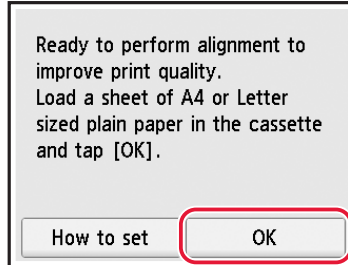 Ready to perform alignment to
improve print quality.
Load a sheet of A4 or Letter
sized plain paper in the cassette
and tap [OK].
How to set
OK